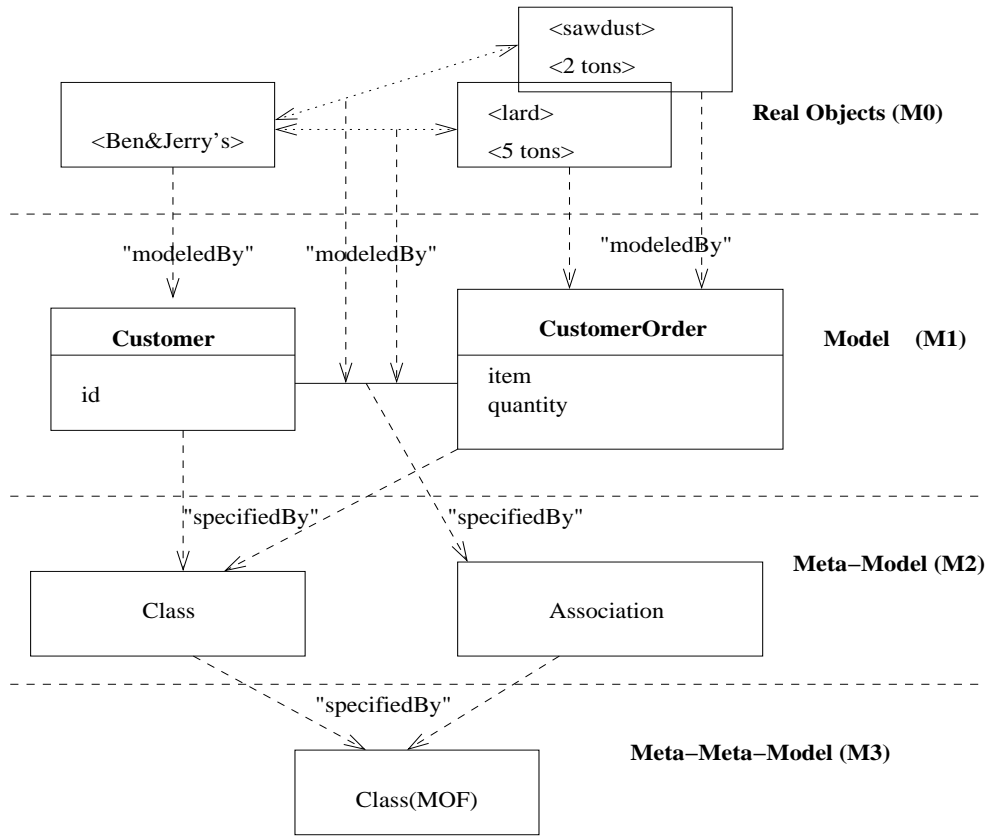 <sawdust>
<2 tons>
<Ben&Jerry's>
<lard>
<5 tons>
Real Objects (M0)
"modeledBy"
"modeledBy"
"modeledBy"
Customer
id
CustomerOrder
item
quantity
Model (M1)
"specifiedBy"
"specifiedBy"
Class
Association
Meta−Model (M2)
"specifiedBy"
Class(MOF)
Meta−Meta−Model (M3)